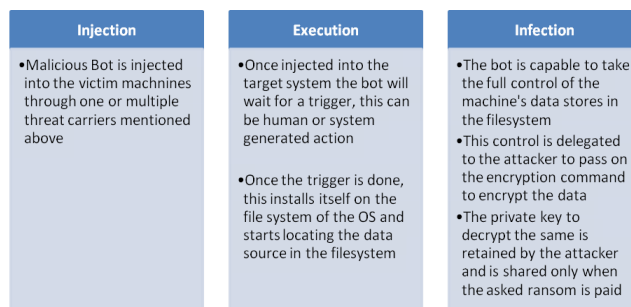 Injection
•Malicious Bot is injected
into the victim machnines
through one or multiple
threat carriers mentioned
above
Execution
•Once injected into the
target system the bot will
wait for a trigger, this can
be human or system
generated action
•Once the trigger is done,
this installs itself on the
file system of the OS and
starts locating the data
source in the filesystem
Infection
•The bot is capable to take
the full control of the
machine's data stores in
the filesystem
•This control is delegated
to the attacker to pass on
the encryption command
to encrypt the data
•The private key to
decrypt the same is
retained by the attacker
and is shared only when
the asked ransom is paid